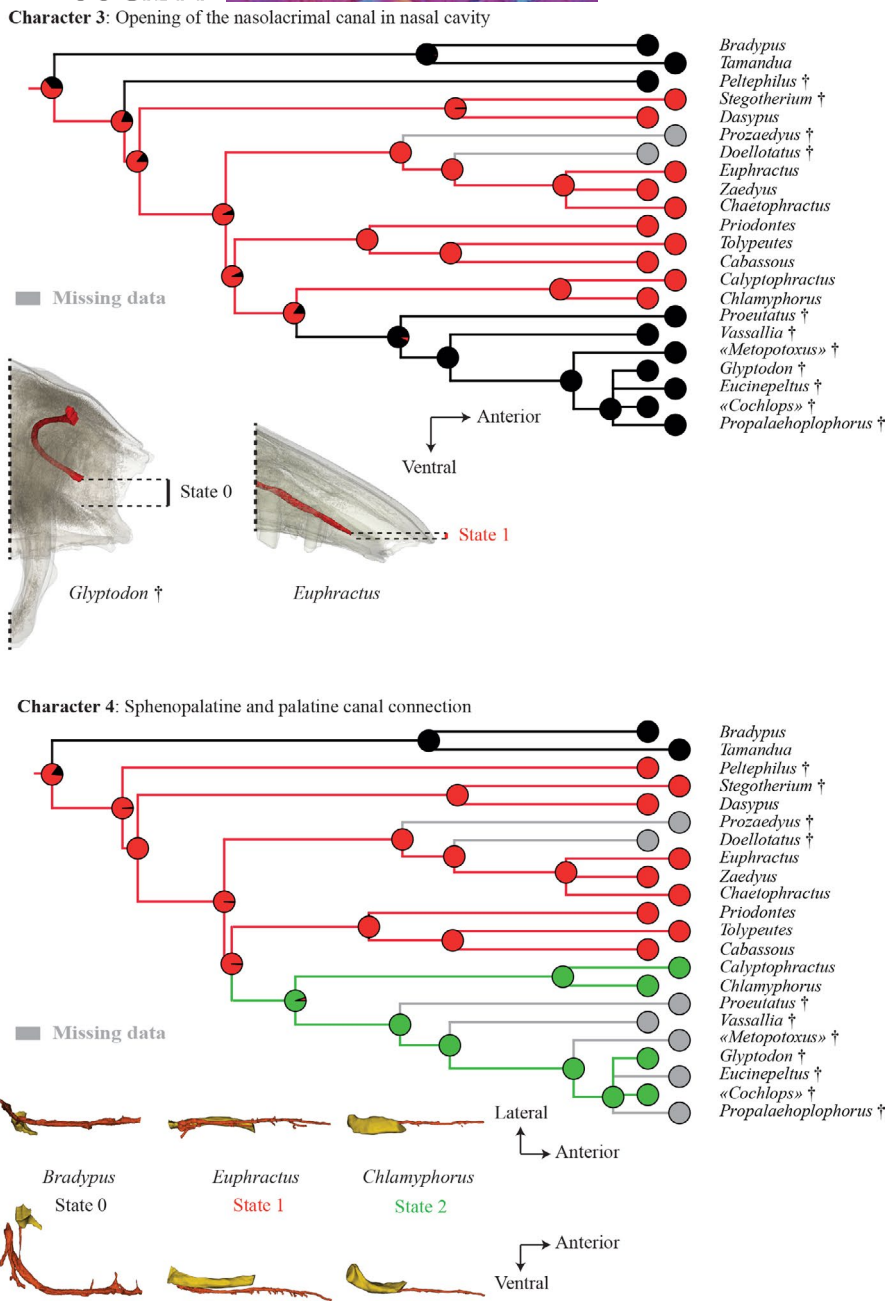 Character 3: Opening of the nasolacrimal canal in nasal cavity
Bradypus
Tamandua
Peltephilus †
Stegotherium †
Dasypus
Prozaedyus †
Doellotatus †
Euphractus
Zaedyus
Chaetophractus
Priodontes
Tolypeutes
Cabassous
Calyptophractus
Chlamyphorus
Proeutatus †
Vassallia †
«Metopotoxus» †
Glyptodon †
Eucinepeltus †
«Cochlops» †
Propalaehoplophorus †
Missing data
Anterior
Ventral
State 0
State 1
Glyptodon †
Euphractus
Character 4: Sphenopalatine and palatine canal connection
Bradypus
Tamandua
Peltephilus †
Stegotherium †
Dasypus
Prozaedyus †
Doellotatus †
Euphractus
Zaedyus
Chaetophractus
Priodontes
Tolypeutes
Cabassous
Calyptophractus
Chlamyphorus
Proeutatus †
Vassallia †
«Metopotoxus» †
Glyptodon †
Eucinepeltus †
«Cochlops» †
Propalaehoplophorus †
Missing data
Lateral
Anterior
Bradypus
Euphractus
Chlamyphorus
State 0
State 1
State 2
Anterior
Ventral